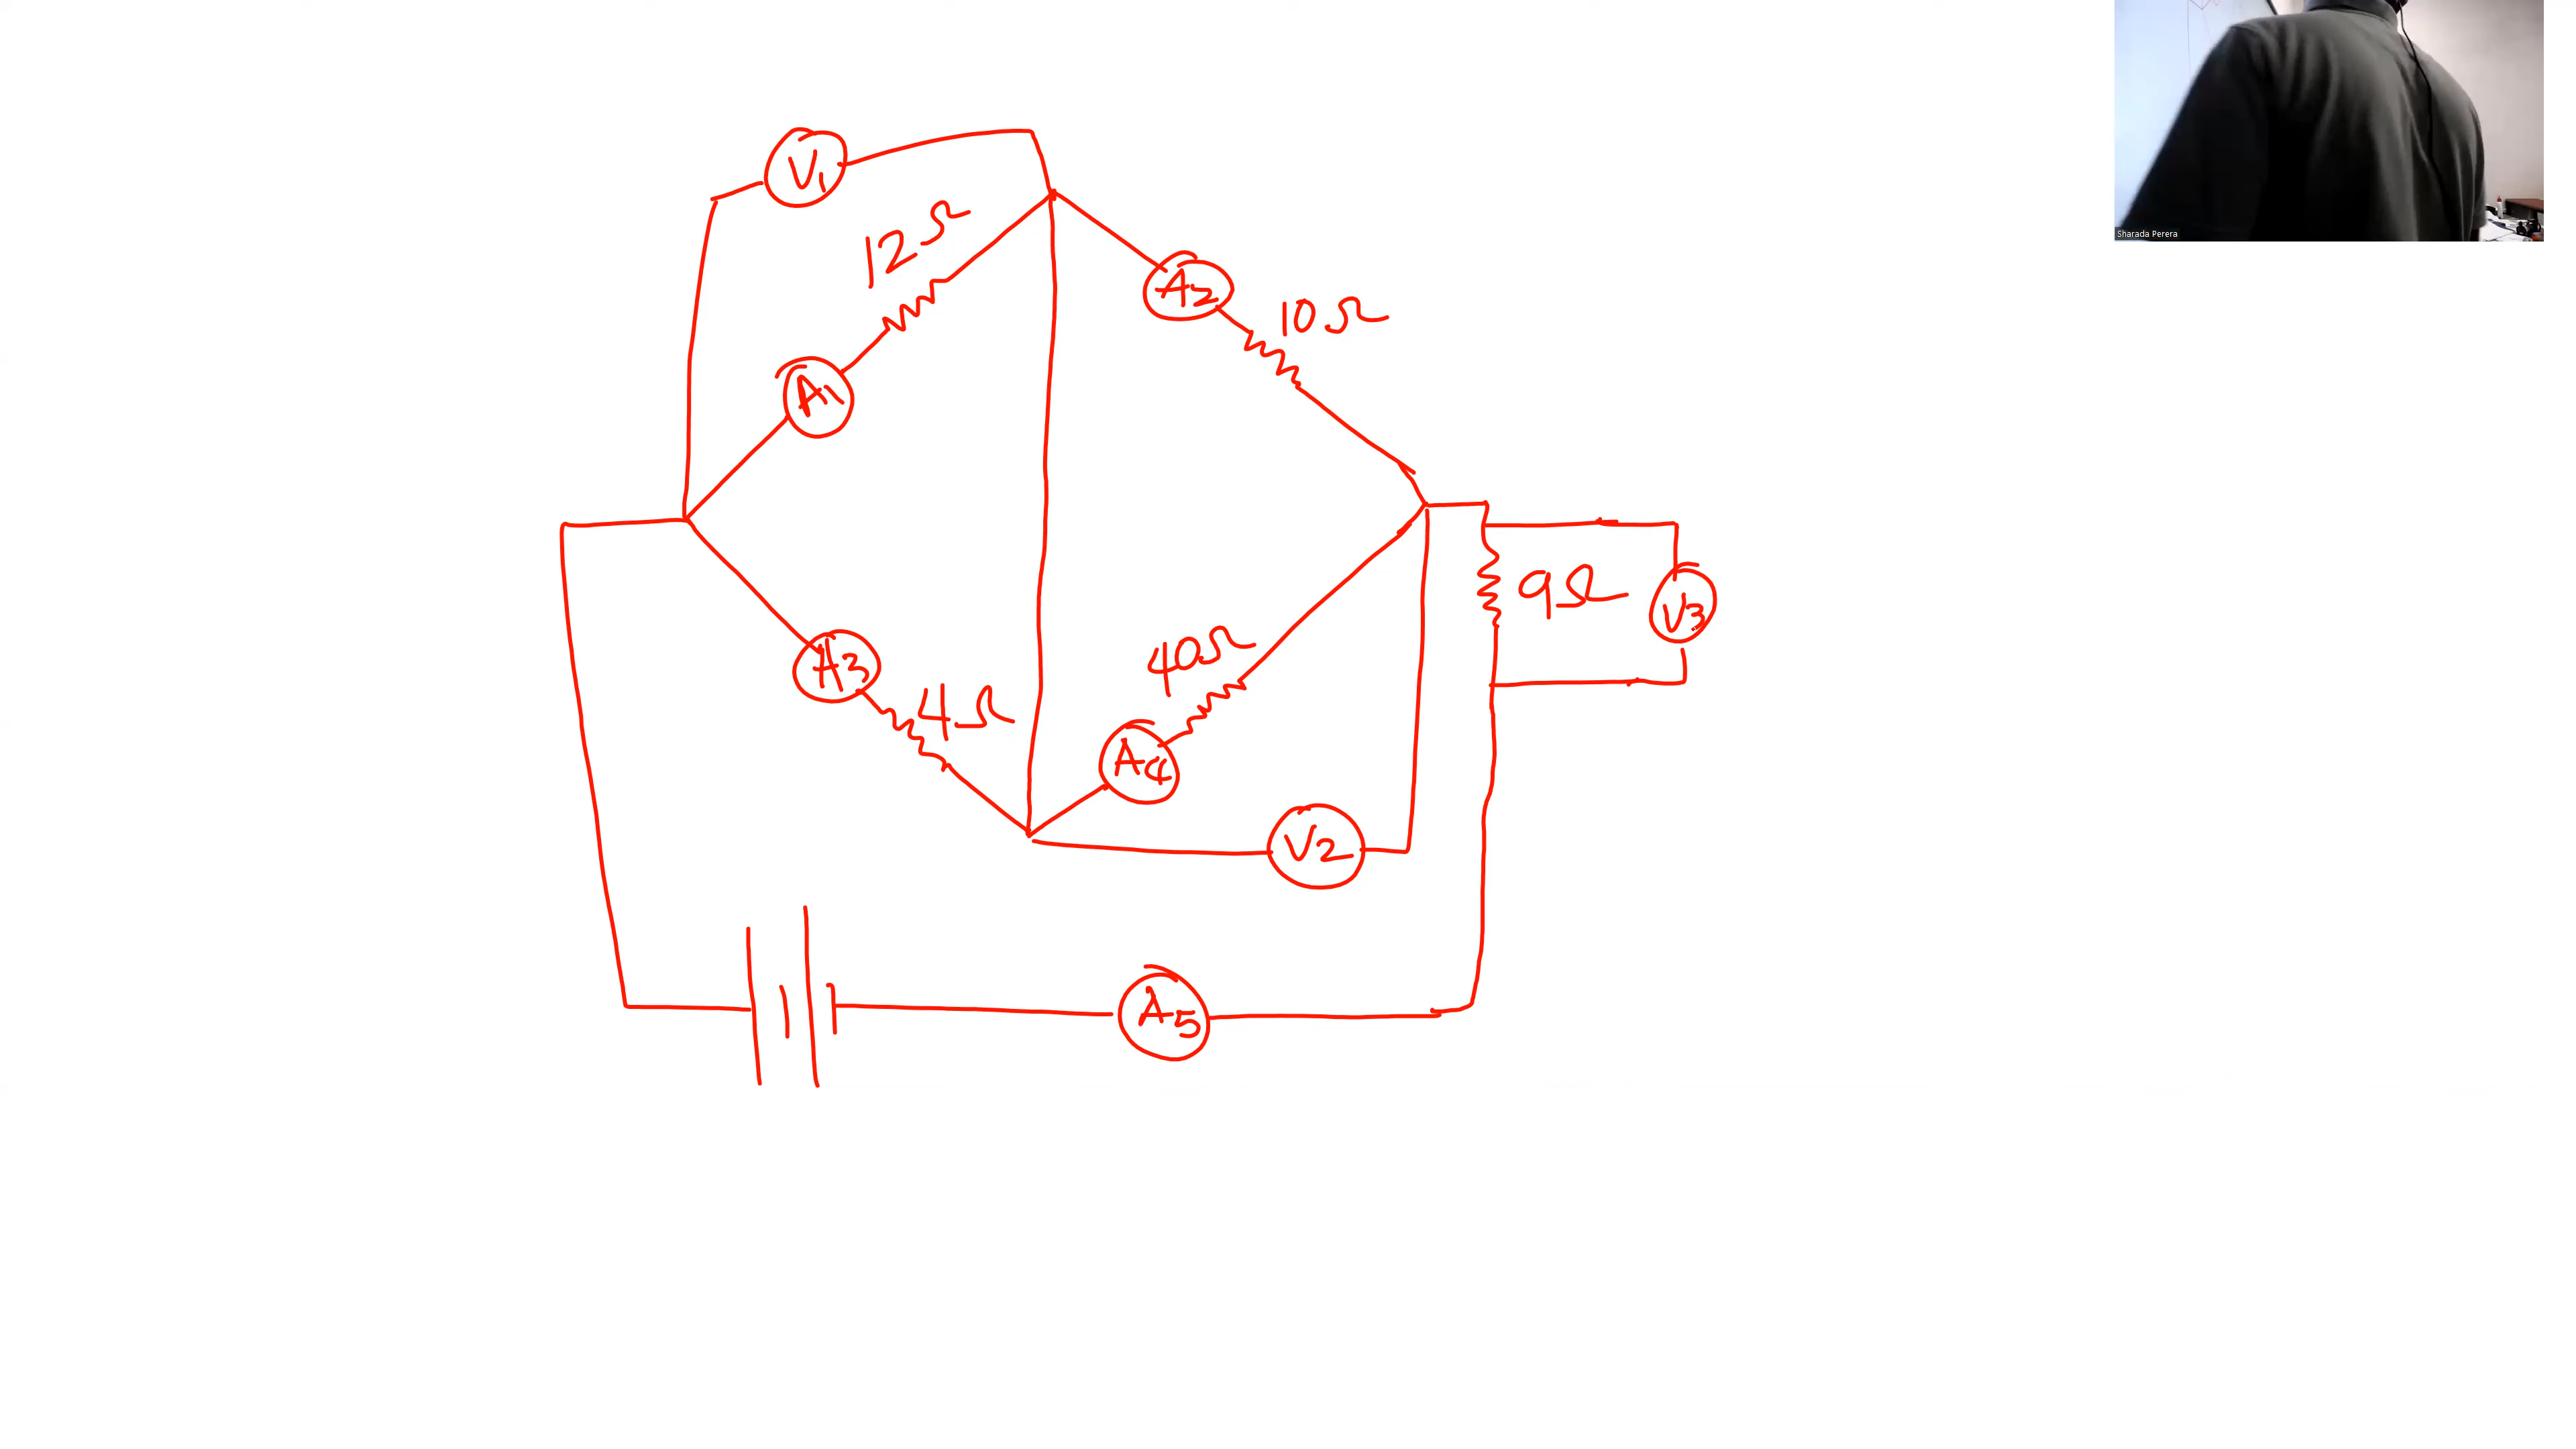 V1
12Ω
A2
10Ω
A1
9Ω
V3
A3
4Ω
40Ω
A4
V2
A5
Sharada Perera